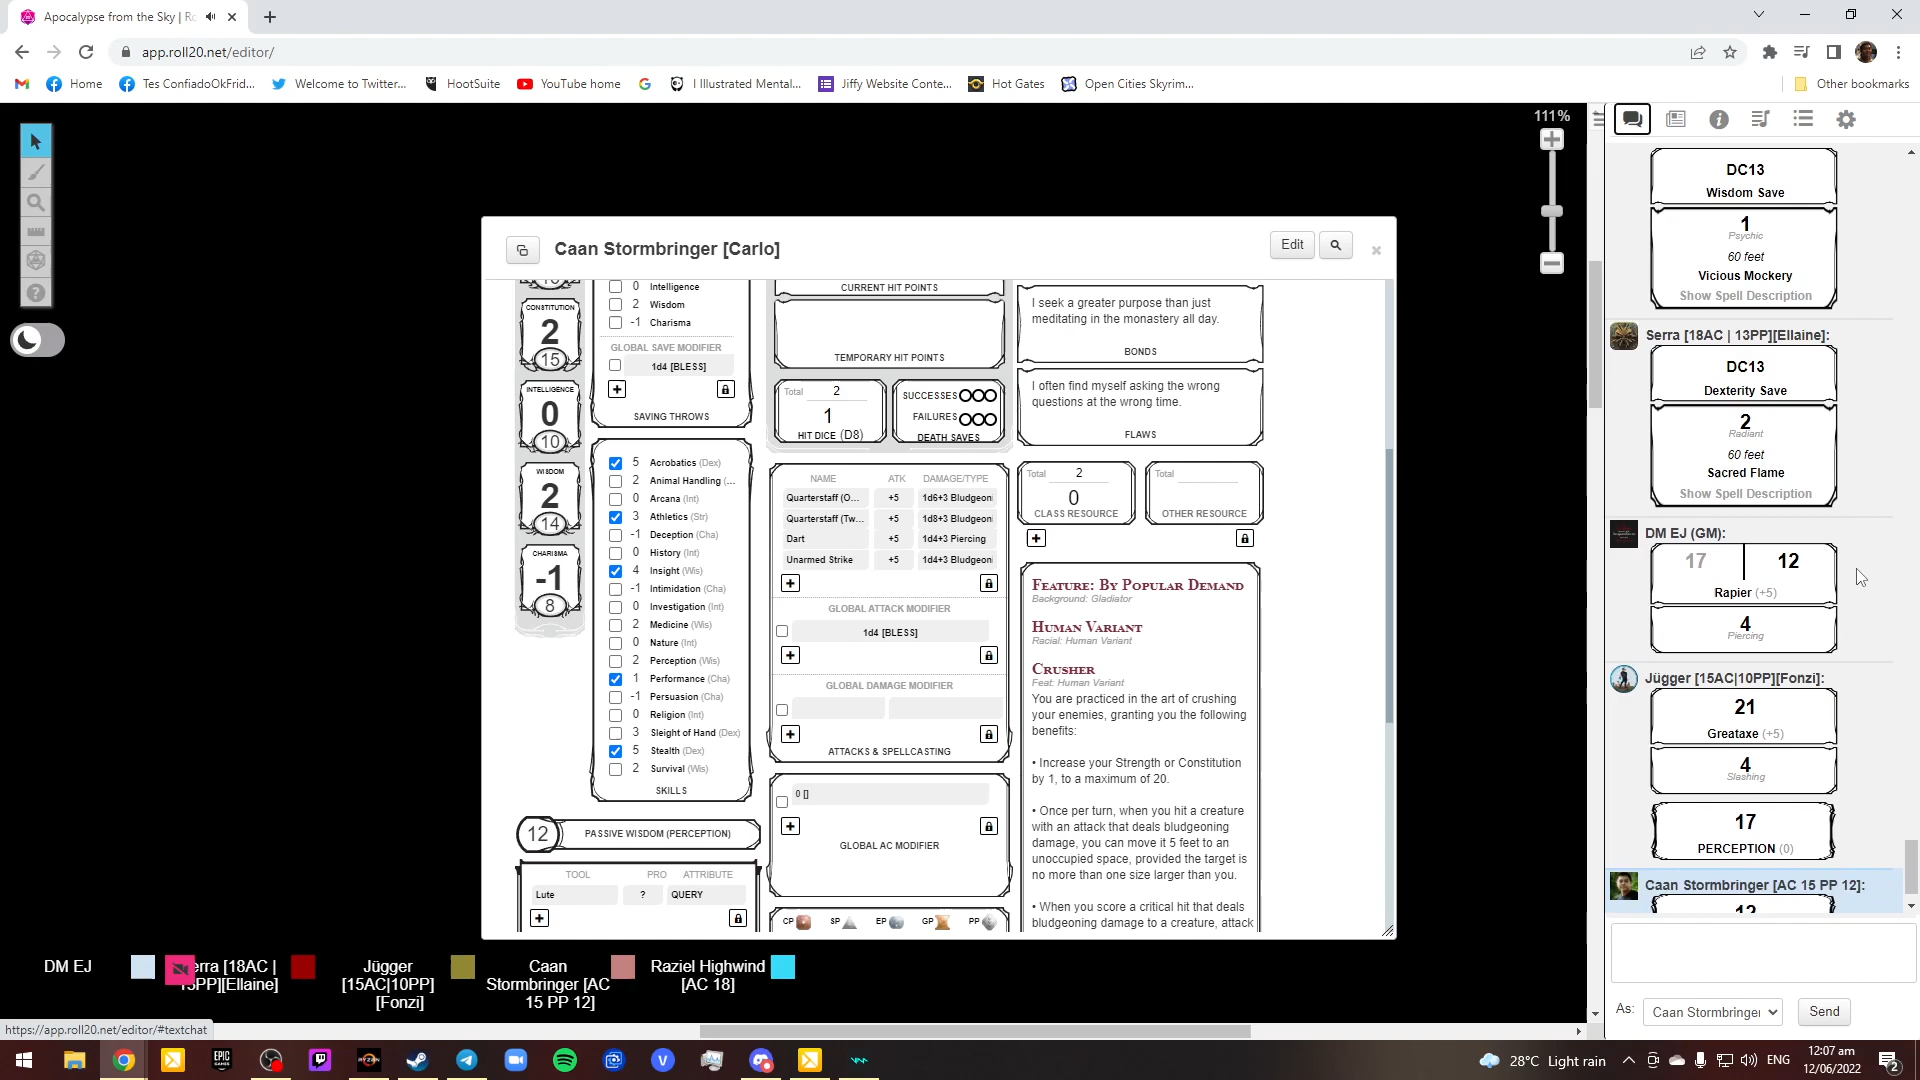 Apocalypse from the Sky | Ro
app.roll20.net/editor/
Home
Tes ConfiadoOkFrid...
Welcome to Twitter...
HootSuite
YouTube home
I Illustrated Mental...
Jiffy Website Conte...
Hot Gates
Open Cities Skyrim...
Other bookmarks
111%
Caan Stormbringer [Carlo]
Edit
CONSTITUTION
2
15
INTELLIGENCE
0
10
WISDOM
2
14
CHARISMA
-1
8
0 Intelligence
2 Wisdom
-1 Charisma
GLOBAL SAVE MODIFIER
1d4 [BLESS]
SAVING THROWS
5 Acrobatics (Dex)
2 Animal Handling (...
0 Arcana (Int)
3 Athletics (Str)
-1 Deception (Cha)
0 History (Int)
4 Insight (Wis)
-1 Intimidation (Cha)
0 Investigation (Int)
2 Medicine (Wis)
0 Nature (Int)
2 Perception (Wis)
1 Performance (Cha)
-1 Persuasion (Cha)
0 Religion (Int)
3 Sleight of Hand (Dex)
5 Stealth (Dex)
2 Survival (Wis)
SKILLS
12 PASSIVE WISDOM (PERCEPTION)
TOOL PRO ATTRIBUTE
Lute ? QUERY
CURRENT HIT POINTS
TEMPORARY HIT POINTS
Total 2
1
HIT DICE (D8)
SUCCESSES
FAILURES
DEATH SAVES
NAME ATK DAMAGE/TYPE
Quarterstaff (O... +5 1d6+3 Bludgeon
Quarterstaff (Tw... +5 1d8+3 Bludgeon
Dart +5 1d4+3 Piercing
Unarmed Strike +5 1d4+3 Bludgeon
GLOBAL ATTACK MODIFIER
1d4 [BLESS]
GLOBAL DAMAGE MODIFIER
ATTACKS & SPELLCASTING
0 []
GLOBAL AC MODIFIER
CP SP EP GP PP
I seek a greater purpose than just
meditating in the monastery all day.
BONDS
I often find myself asking the wrong
questions at the wrong time.
FLAWS
Total 2
0
CLASS RESOURCE
Total
OTHER RESOURCE
FEATURE: BY POPULAR DEMAND
Background: Gladiator
HUMAN VARIANT
Racial: Human Variant
CRUSHER
Feat: Human Variant
You are practiced in the art of crushing
your enemies, granting you the following
benefits:
• Increase your Strength or Constitution
by 1, to a maximum of 20.
• Once per turn, when you hit a creature
with an attack that deals bludgeoning
damage, you can move it 5 feet to an
unoccupied space, provided the target is
no more than one size larger than you.
• When you score a critical hit that deals
bludgeoning damage to a creature, attack
DC13
Wisdom Save
1
Psychic
60 feet
Vicious Mockery
Show Spell Description
Serra [18AC | 13PP][Ellaine]:
DC13
Dexterity Save
2
Radiant
60 feet
Sacred Flame
Show Spell Description
DM EJ (GM):
17 12
Rapier (+5)
4
Piercing
Jügger [15AC|10PP][Fonzi]:
21
Greataxe (+5)
4
Slashing
17
PERCEPTION (0)
Caan Stormbringer [AC 15 PP 12]:
12
As: Caan Stormbringer
Send
DM EJ
erra [18AC |
13PP][Ellaine]
Jügger
[15AC|10PP]
[Fonzi]
Caan
Stormbringer [AC
15 PP 12]
Raziel Highwind
[AC 18]
https://app.roll20.net/editor/#textchat
EPIC GAMES
RYZEN
28°C Light rain
ENG
12:07 am
12/06/2022
2